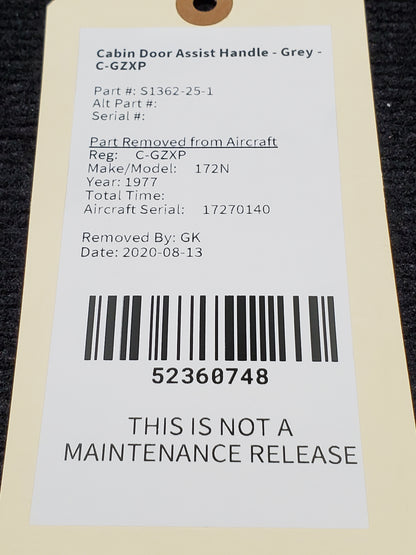 Cabin Door Assist Handle - Grey -
C-GZXP
Part #: S1362-25-1
Alt Part #:
Serial #:
Part Removed from Aircraft
Reg: C-GZXP
Make/Model: 172N
Year: 1977
Total Time:
Aircraft Serial: 17270140
Removed By: GK
Date: 2020-08-13
52360748
THIS IS NOT A
MAINTENANCE RELEASE